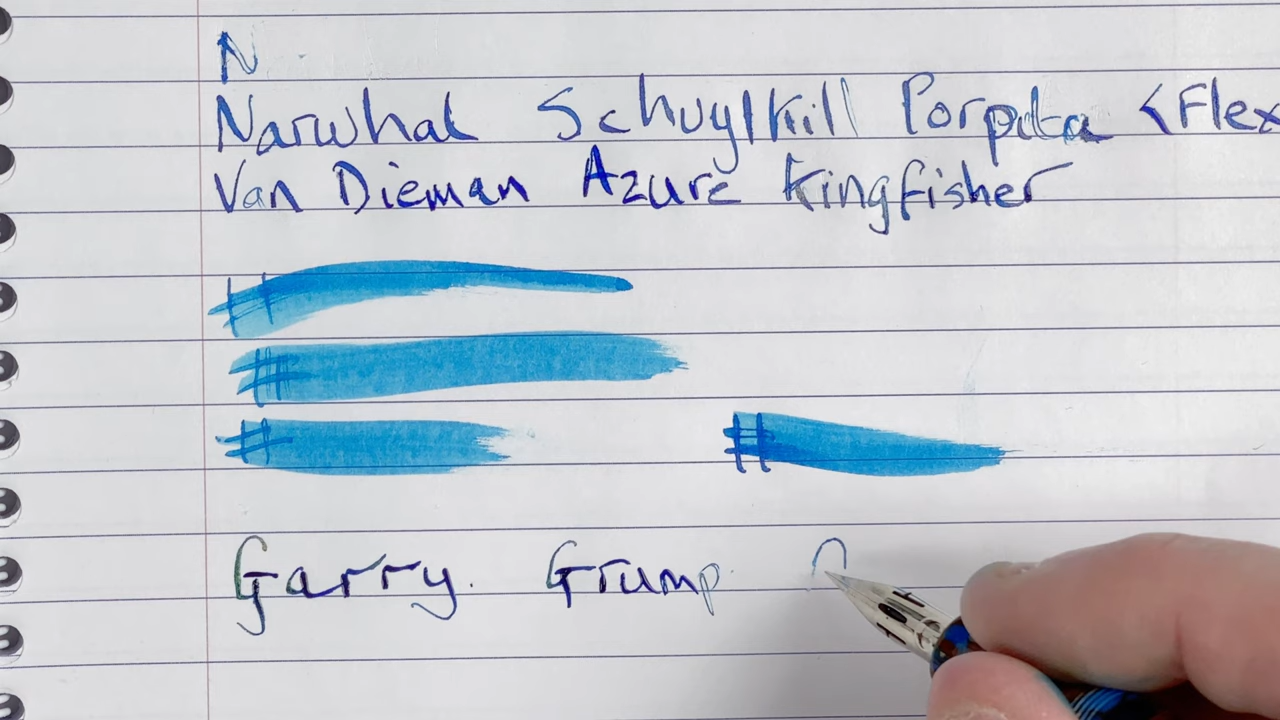 N
Narwhal Schuylkill Porpita (Flex
Van Dieman Azure Kingfisher
# #
#
# #
Garry. Grump